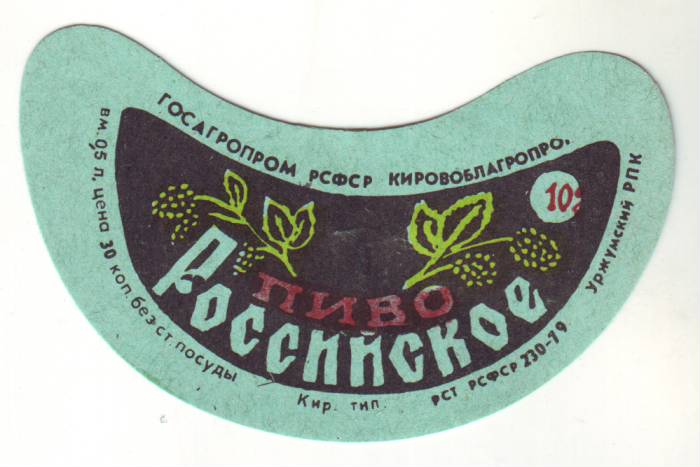 ГОСАГРОПРОМ РСФСР КИРОВОБЛАГРОПРО.
вм. 0,5 л, цена 30 коп. без ст. посуды
10%
ПИВО
Российское
Кир. тип.
РСТ РСФСР 230-79
Уржумский РПК